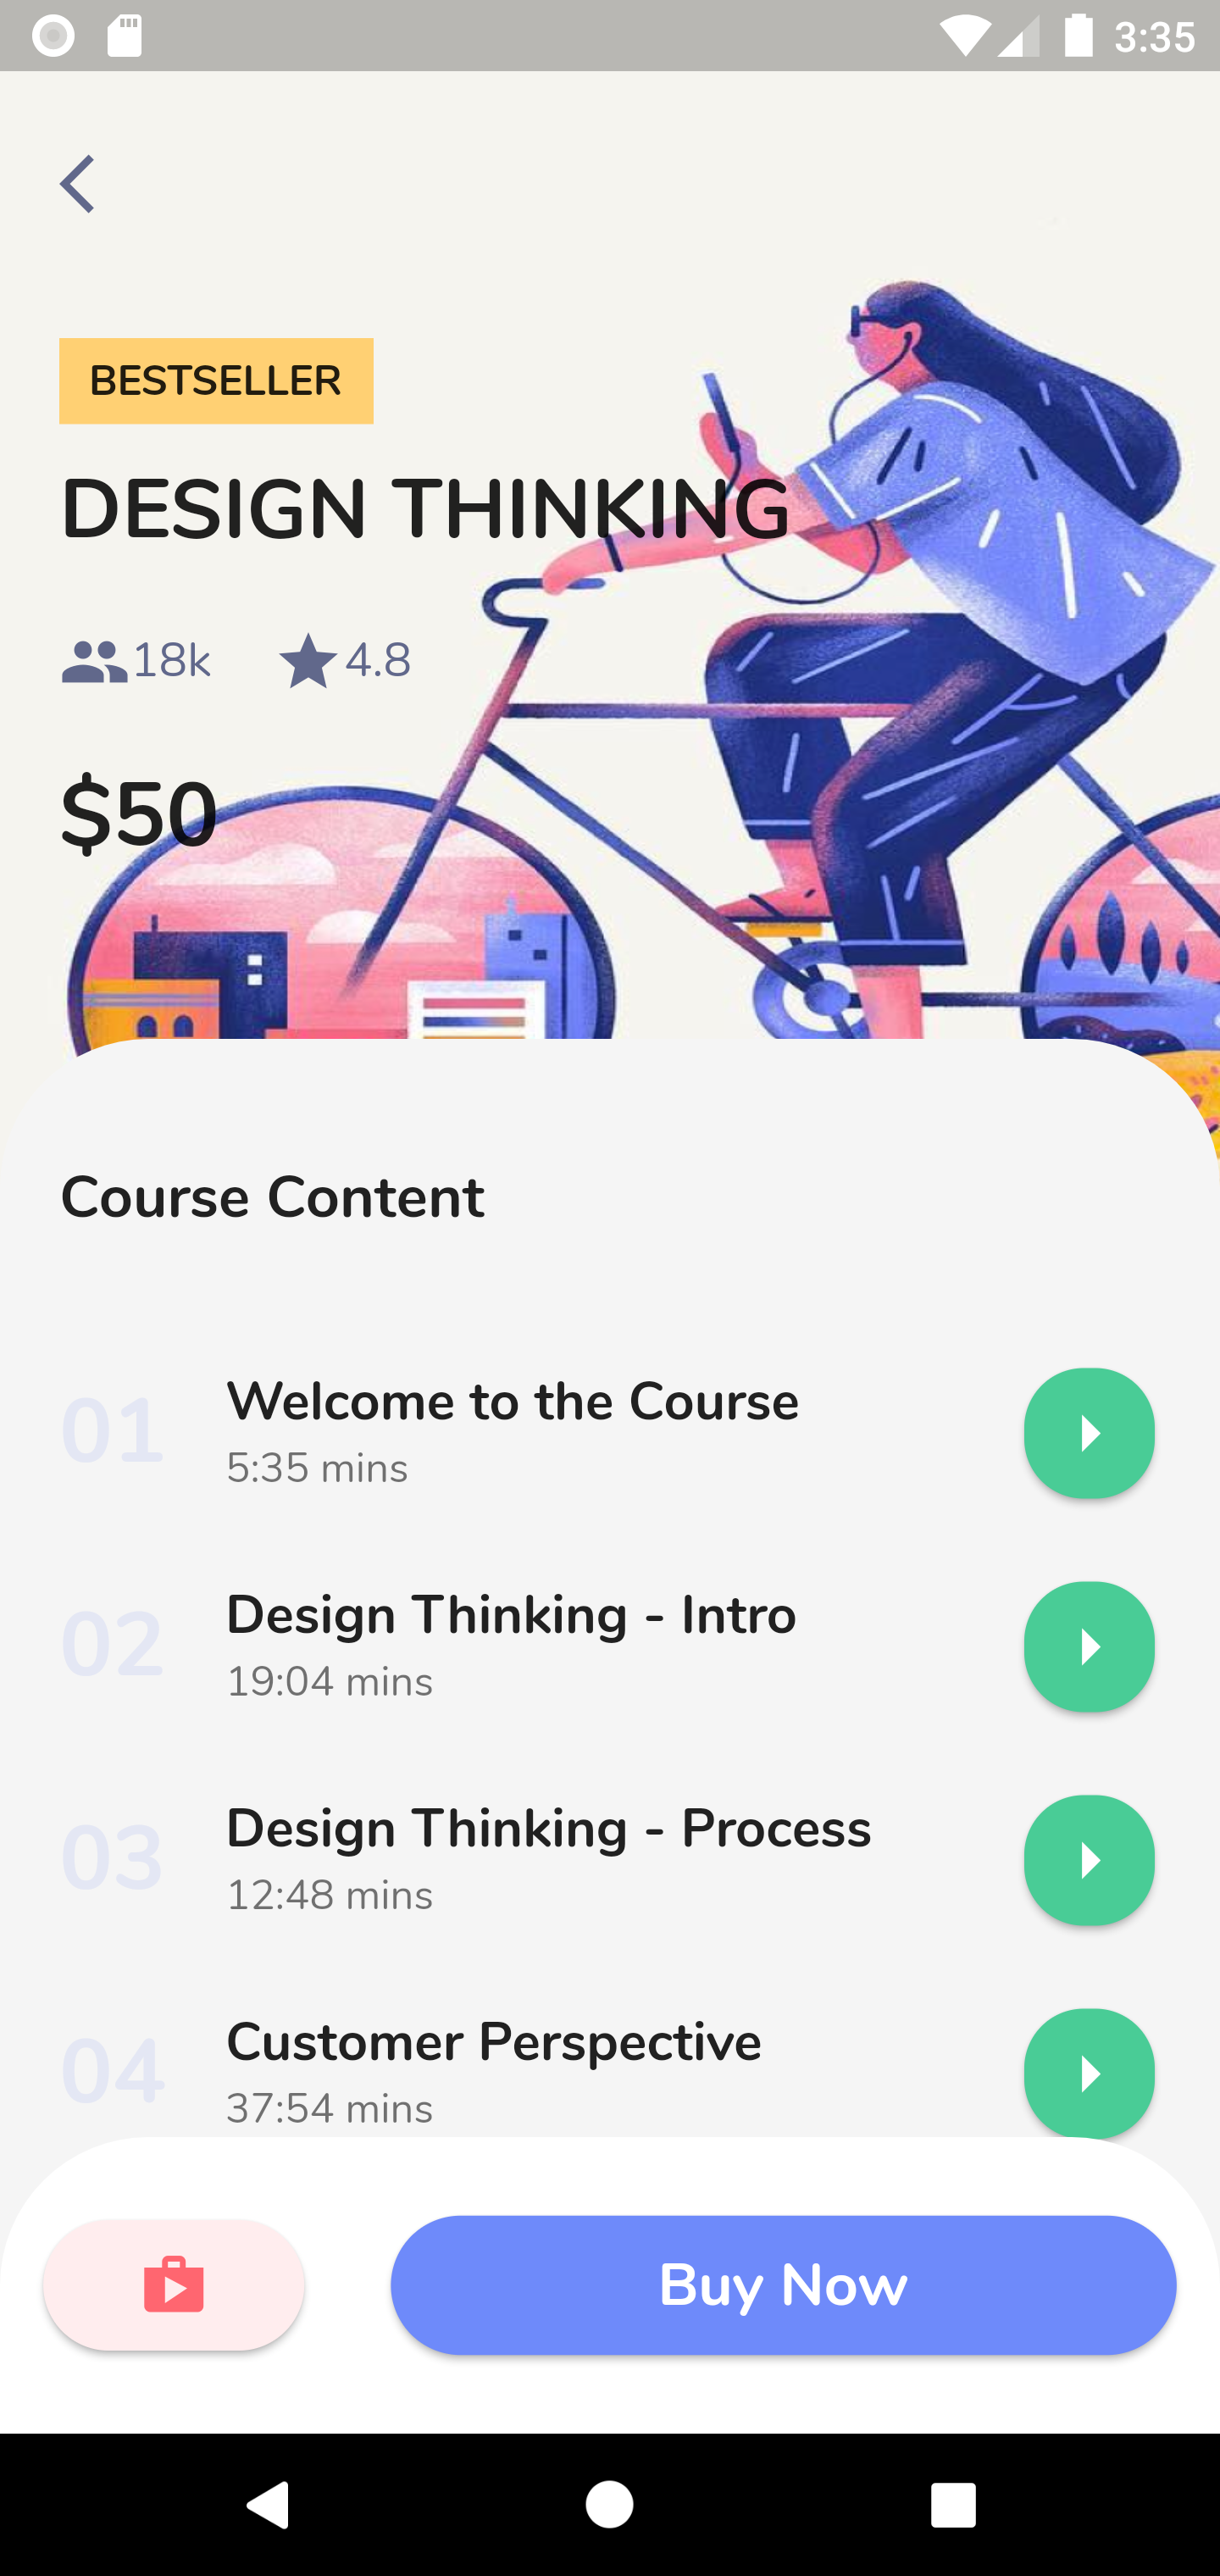 3:35
BESTSELLER
DESIGN THINKING
18k 4.8
$50
Course Content
01 Welcome to the Course
5:35 mins
02 Design Thinking - Intro
19:04 mins
03 Design Thinking - Process
12:48 mins
04 Customer Perspective
37:54 mins
Buy Now